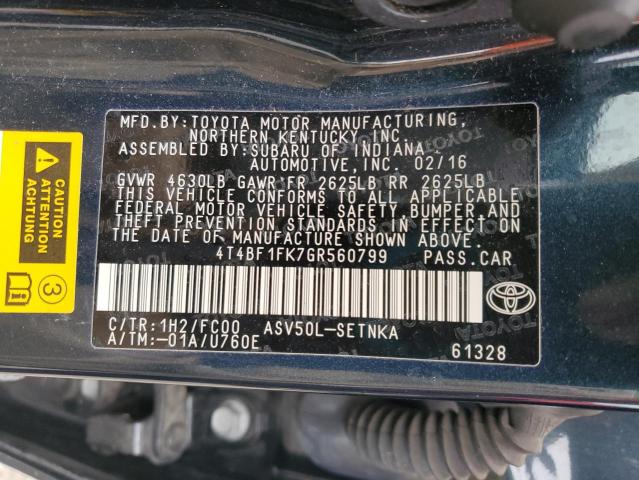 MFD.BY:TOYOTA MOTOR MANUFACTURING,
NORTHERN KENTUCKY, INC.
ASSEMBLED BY:SUBARU OF INDIANA
AUTOMOTIVE,INC. 02/16
GVWR 4630LB GAWR FR 2625LB RR 2625LB
THIS VEHICLE CONFORMS TO ALL APPLICABLE
FEDERAL MOTOR VEHICLE SAFETY,BUMPER,AND
THEFT PREVENTION STANDARDS IN EFFECT ON
THE DATE OF MANUFACTURE SHOWN ABOVE.
4T4BF1FK7GR560799 PASS.CAR
C/TR:1H2/FC00 ASV50L-SETNKA
A/TM:-01A/U760E
61328
TOYOTA
ACHTUNG
3